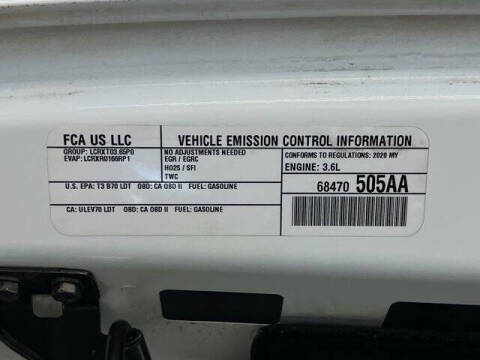 FCA US LLC
VEHICLE EMISSION CONTROL INFORMATION
GROUP: LCRXT03.65P0
EVAP: LCRXR0166RP1
NO ADJUSTMENTS NEEDED
EGR / EGRC
HO2S / SFI
TWC
CONFORMS TO REGULATIONS: 2020 MY
ENGINE: 3.6L
U.S. EPA: T3 B70 LDT OBD: CA OBD II FUEL: GASOLINE
CA: ULEV70 LDT OBD: CA OBD II FUEL: GASOLINE
68470 505AA